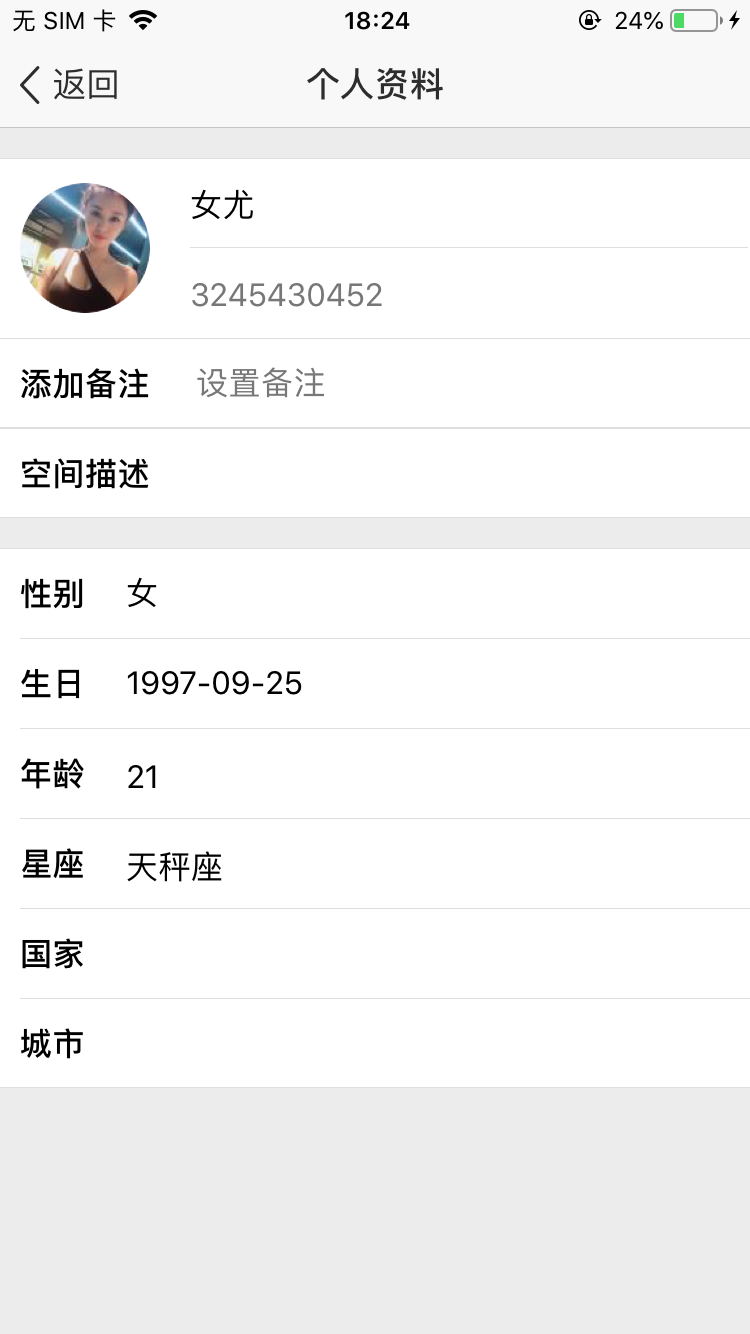 无 SIM 卡 18:24 24%
返回 个人资料
女尤
3245430452
添加备注 设置备注
空间描述
性别 女
生日 1997-09-25
年龄 21
星座 天秤座
国家
城市